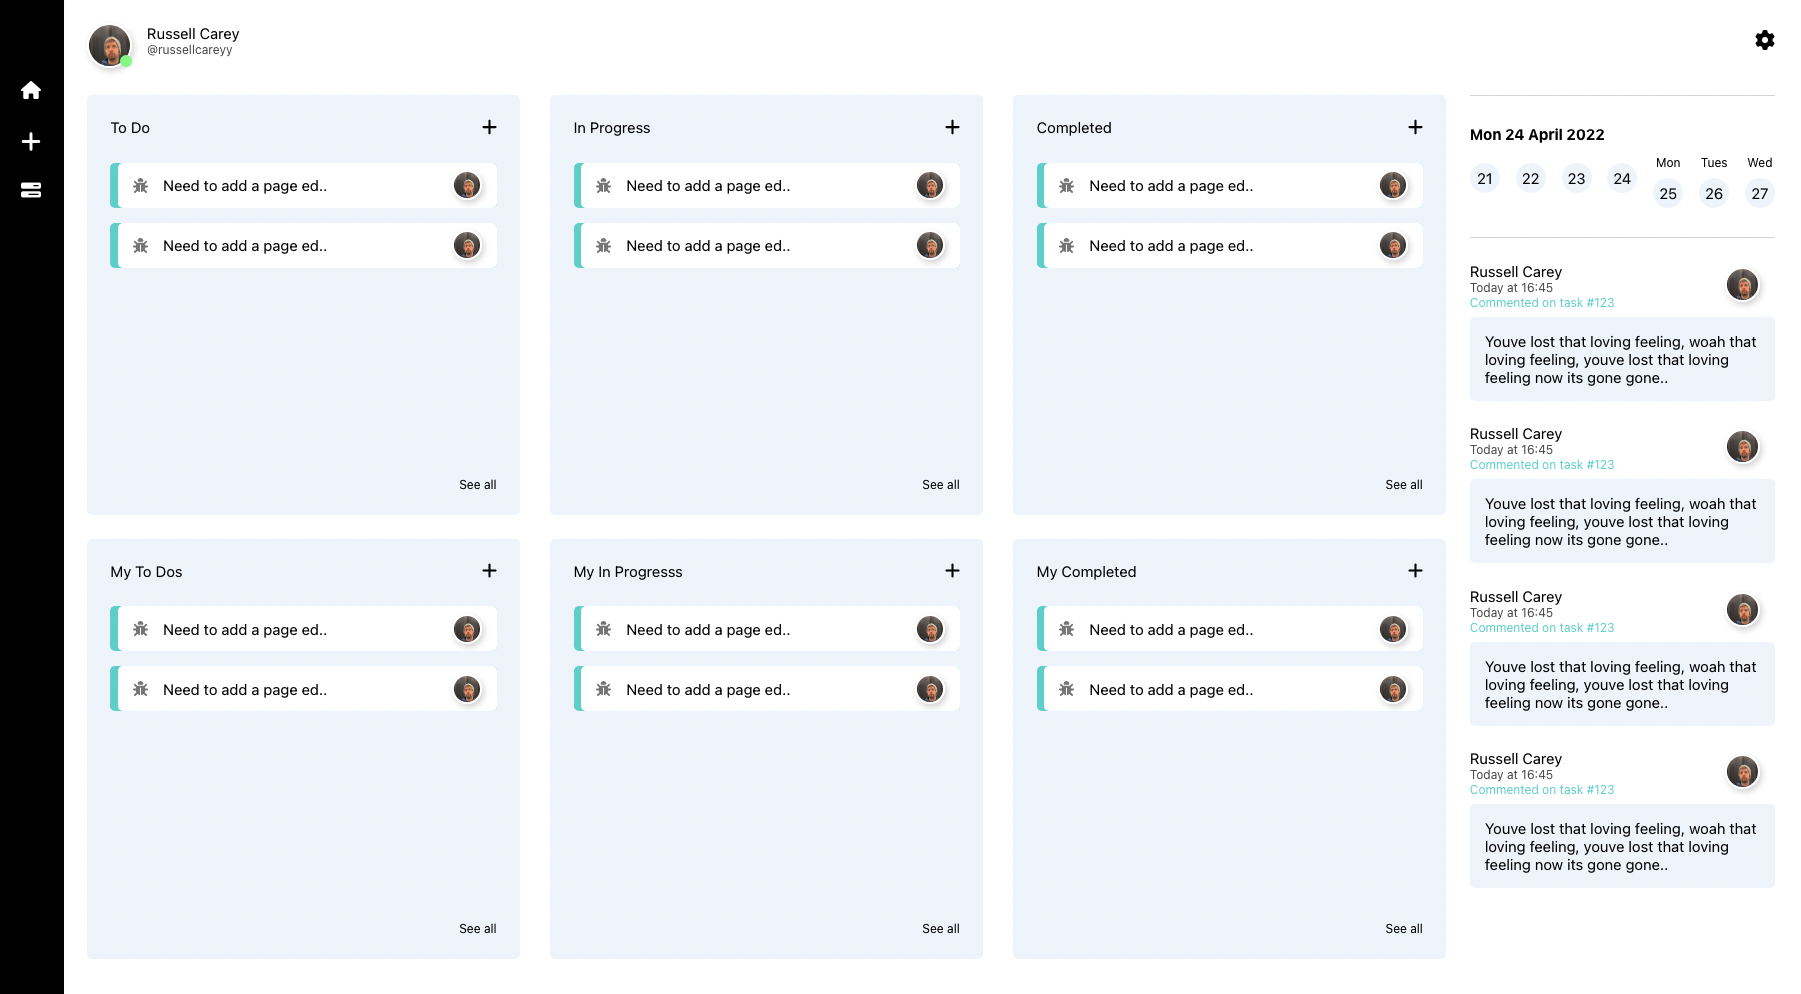 Russell Carey
@russellcareyy
To Do
Need to add a page ed..
Need to add a page ed..
See all
In Progress
Need to add a page ed..
Need to add a page ed..
See all
Completed
Need to add a page ed..
Need to add a page ed..
See all
My To Dos
Need to add a page ed..
Need to add a page ed..
See all
My In Progresss
Need to add a page ed..
Need to add a page ed..
See all
My Completed
Need to add a page ed..
Need to add a page ed..
See all
Mon 24 April 2022
Mon Tues Wed
21 22 23 24 25 26 27
Russell Carey
Today at 16:45
Commented on task #123
Youve lost that loving feeling, woah that
loving feeling, youve lost that loving
feeling now its gone gone..
Russell Carey
Today at 16:45
Commented on task #123
Youve lost that loving feeling, woah that
loving feeling, youve lost that loving
feeling now its gone gone..
Russell Carey
Today at 16:45
Commented on task #123
Youve lost that loving feeling, woah that
loving feeling, youve lost that loving
feeling now its gone gone..
Russell Carey
Today at 16:45
Commented on task #123
Youve lost that loving feeling, woah that
loving feeling, youve lost that loving
feeling now its gone gone..